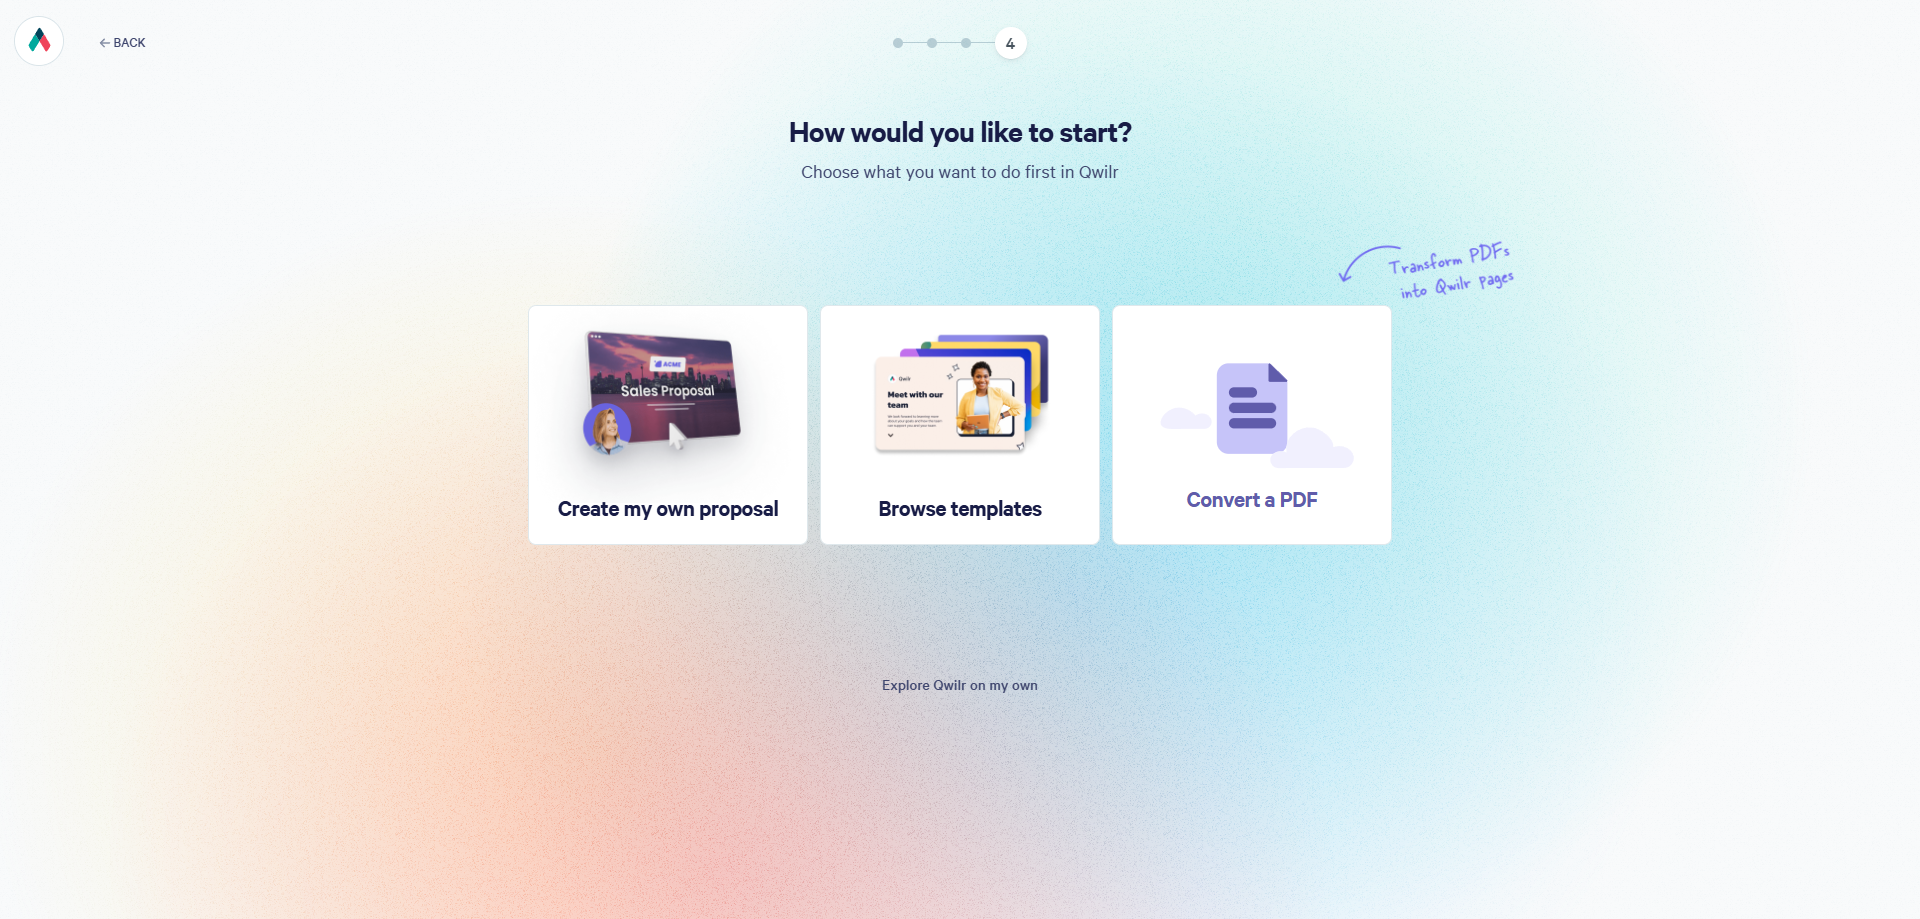 ← BACK
4
How would you like to start?
Choose what you want to do first in Qwilr
Transform PDFs
into Qwilr pages
ACME
Sales Proposal
Create my own proposal
Qwilr
Meet with our
team
Browse templates
Convert a PDF
Explore Qwilr on my own